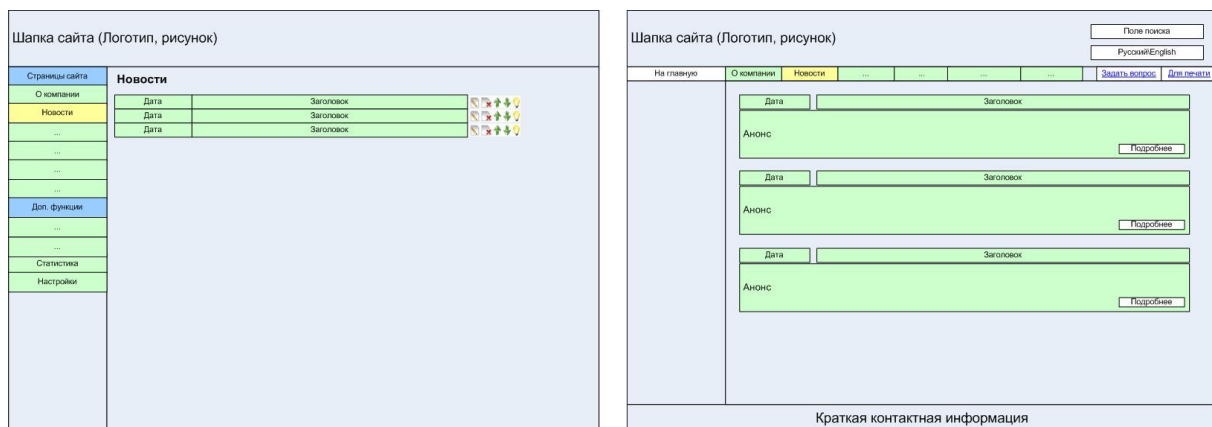 Шапка сайта (Логотип, рисунок)
Страницы сайта
О компании
Новости
...
...
...
...
Доп. функции
...
...
Статистика
Настройки
Новости
Дата Заголовок
Дата Заголовок
Дата Заголовок
Шапка сайта (Логотип, рисунок)
Поле поиска
Русский\English
На главную О компании Новости ... ... ... ... Задать вопрос Для печати
Дата Заголовок
Анонс
Подробнее
Дата Заголовок
Анонс
Подробнее
Дата Заголовок
Анонс
Подробнее
Краткая контактная информация